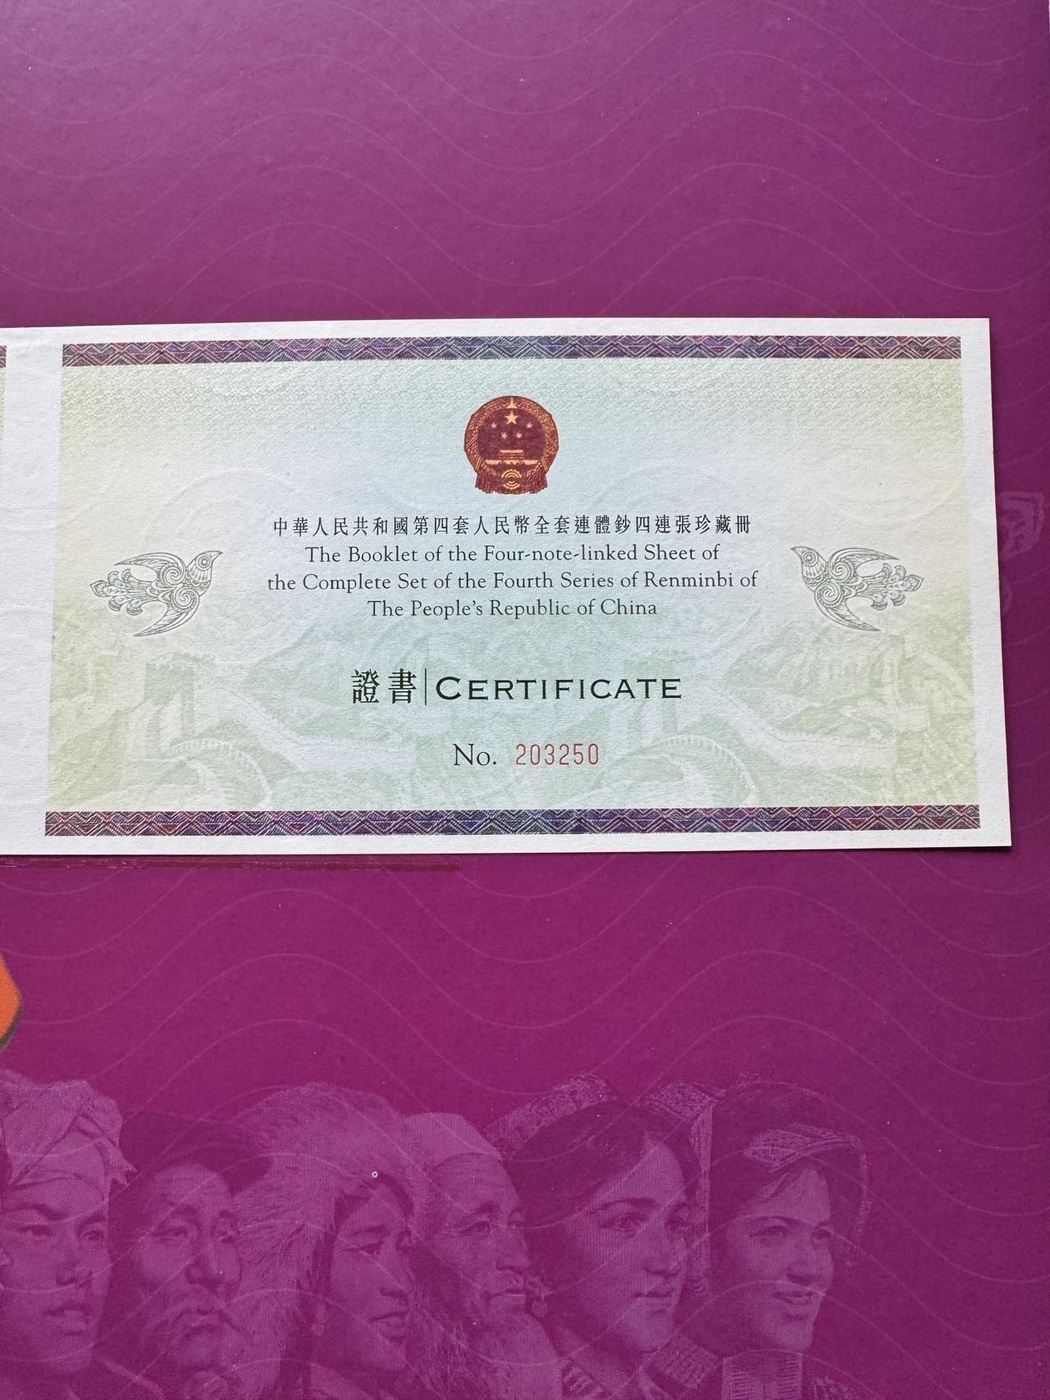 中華人民共和國第四套人民幣全套連體鈔四連張珍藏冊
The Booklet of the Four-note-linked Sheet of
the Complete Set of the Fourth Series of Renminbi of
The People's Republic of China
證書|CERTIFICATE
No. 203250